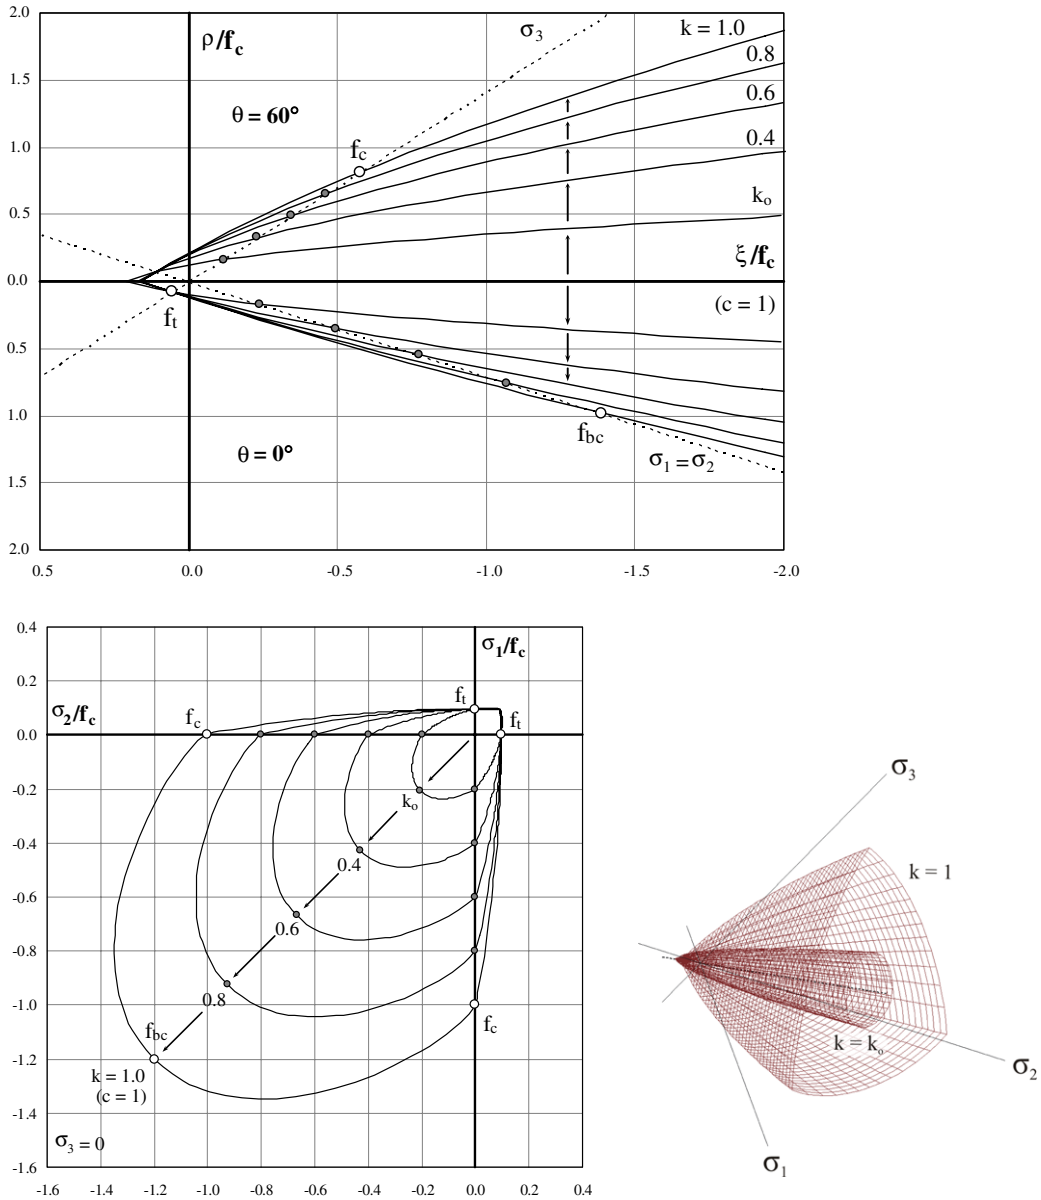 2.0
ρ/fc
σ3
k = 1.0
0.8
1.5
0.6
θ = 60°
1.0
fc
0.4
ko
0.5
ξ/fc
0.0
(c = 1)
ft
0.5
1.0
fbc
θ = 0°
σ1 = σ2
1.5
2.0
0.5 0.0 -0.5 -1.0 -1.5 -2.0
0.4
σ1/fc
0.2
ft
σ2/fc
fc
ft
0.0
-0.2
ko
-0.4
0.4
-0.6
0.6
-0.8
0.8
-1.0
fc
fbc
-1.2
k = 1.0
(c = 1)
-1.4
σ3 = 0
-1.6
-1.6 -1.4 -1.2 -1.0 -0.8 -0.6 -0.4 -0.2 0.0 0.2 0.4
σ3
k = 1
k = ko
σ2
σ1